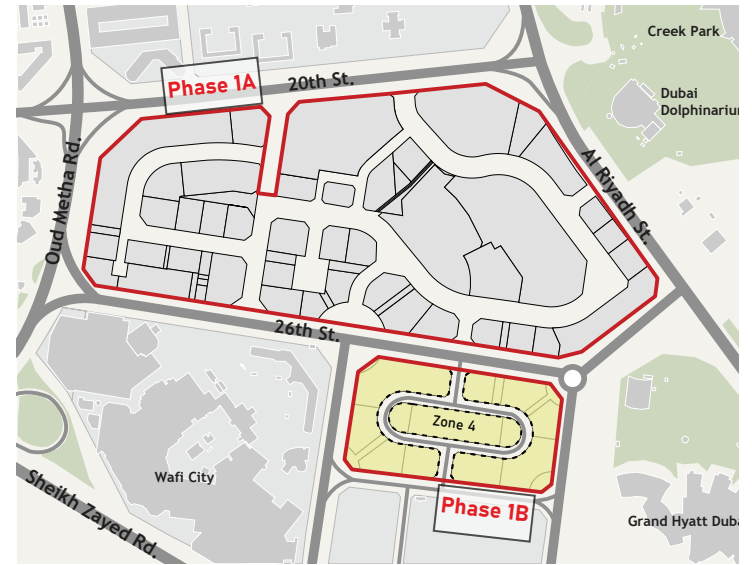 Creek Park
Phase 1A
20th St.
Dubai
Dolphinarium
Oud Metha Rd.
Al Riyadh St.
26th St.
Zone 4
Wafi City
Sheikh Zayed Rd.
Phase 1B
Grand Hyatt Duba